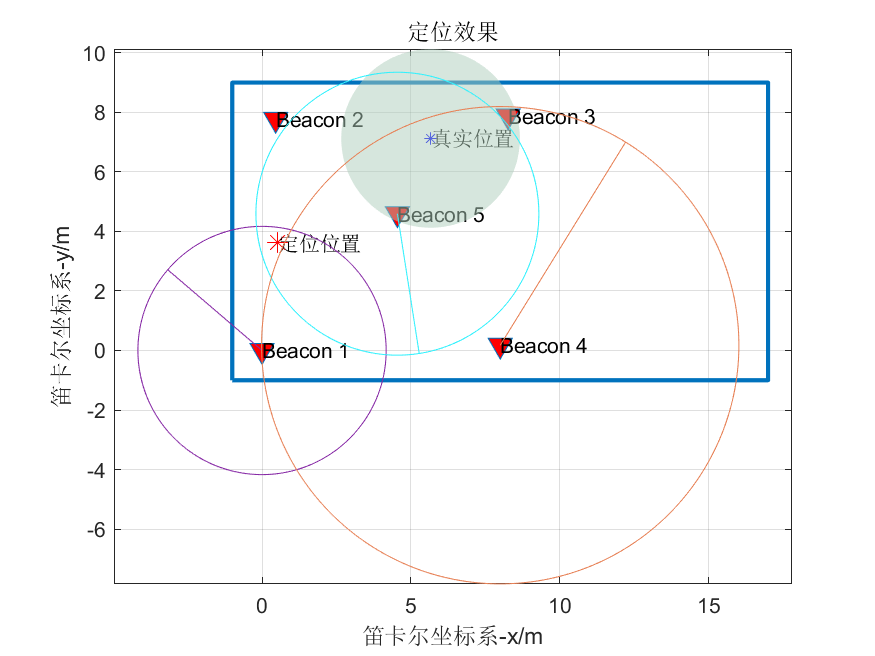 定位效果
10
8
6
4
2
0
-2
-4
-6
笛卡尔坐标系-y/m
Beacon 2
Beacon 3
真实位置
Beacon 5
定位位置
Beacon 1
Beacon 4
0
5
10
15
笛卡尔坐标系-x/m